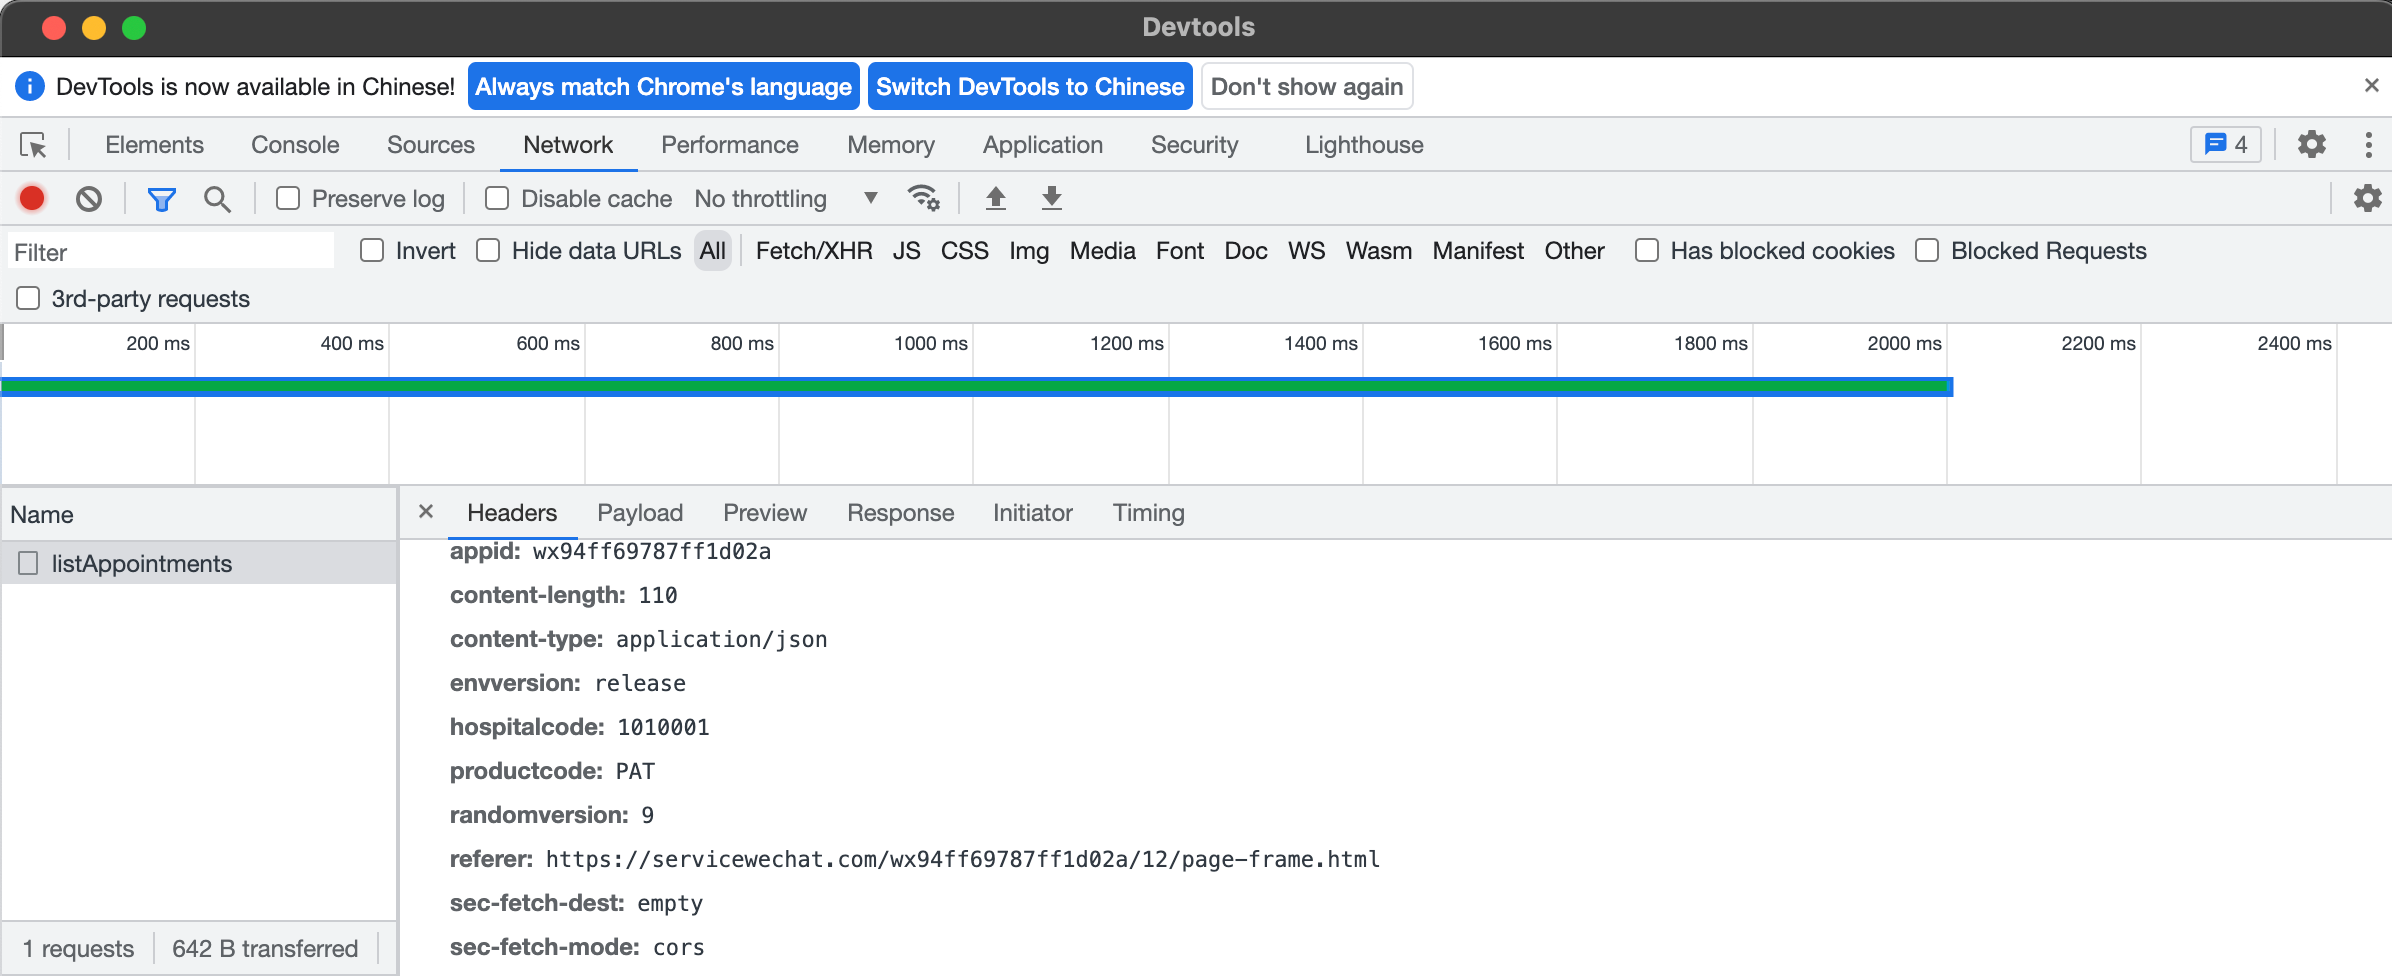 Devtools
DevTools is now available in Chinese! Always match Chrome's language Switch DevTools to Chinese Don't show again
Elements Console Sources Network Performance Memory Application Security Lighthouse 4
Preserve log Disable cache No throttling
Filter Invert Hide data URLs All Fetch/XHR JS CSS Img Media Font Doc WS Wasm Manifest Other Has blocked cookies Blocked Requests
3rd-party requests
200 ms 400 ms 600 ms 800 ms 1000 ms 1200 ms 1400 ms 1600 ms 1800 ms 2000 ms 2200 ms 2400 ms
Name
listAppointments
1 requests 642 B transferred
Headers Payload Preview Response Initiator Timing
appid: wx94ff69787ff1d02a
content-length: 110
content-type: application/json
envversion: release
hospitalcode: 1010001
productcode: PAT
randomversion: 9
referer: https://servicewechat.com/wx94ff69787ff1d02a/12/page-frame.html
sec-fetch-dest: empty
sec-fetch-mode: cors